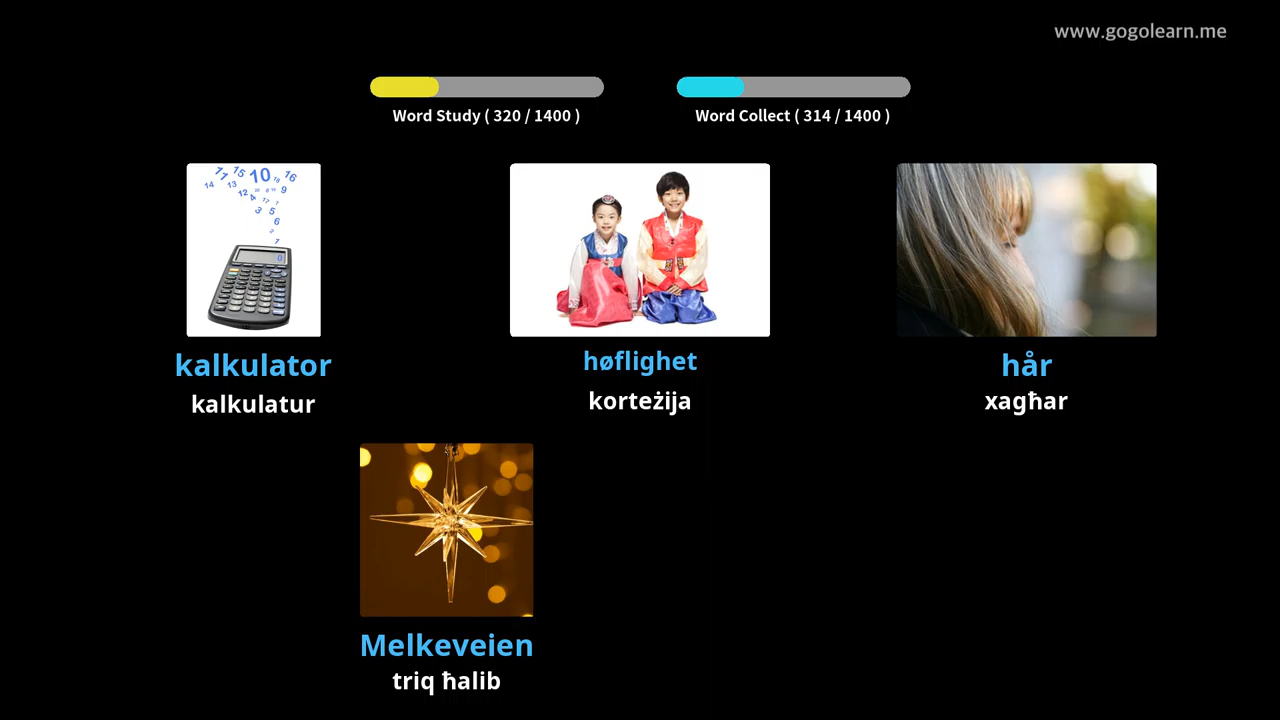 www.gogolearn.me
Word Study ( 320 / 1400 )
Word Collect ( 314 / 1400 )
kalkulator
kalkulatur
høflighet
korteżija
hår
xagħar
Melkeveien
triq ħalib